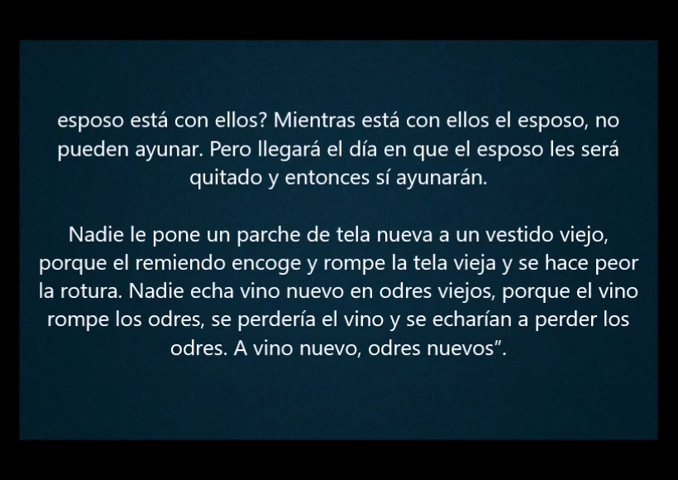 esposo está con ellos? Mientras está con ellos el esposo, no
pueden ayunar. Pero llegará el día en que el esposo les será
quitado y entonces sí ayunarán.
Nadie le pone un parche de tela nueva a un vestido viejo,
porque el remiendo encoge y rompe la tela vieja y se hace peor
la rotura. Nadie echa vino nuevo en odres viejos, porque el vino
rompe los odres, se perdería el vino y se echarían a perder los
odres. A vino nuevo, odres nuevos”.